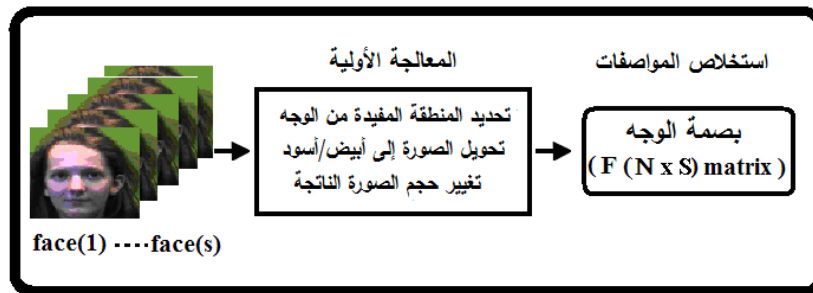 المعالجة الأولية
استخلاص المواصفات
تحديد المنطقة المفيدة من الوجه
تحويل الصورة إلى أبيض/أسود
تغيير حجم الصورة الناتجة
بصمة الوجه
( F (N x S) matrix )
face(1) ---- face(s)